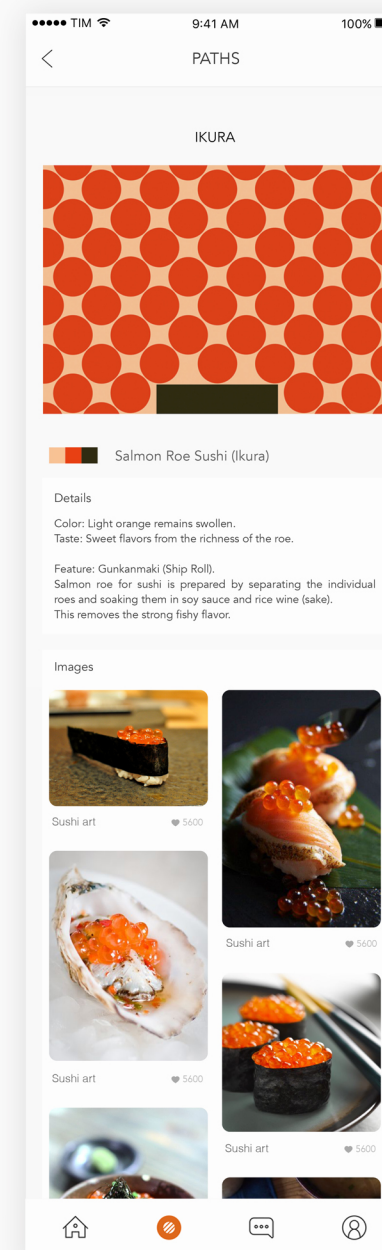 TIM
9:41 AM
100%
PATHS
IKURA
Salmon Roe Sushi (Ikura)
Details
Color: Light orange remains swollen.
Taste: Sweet flavors from the richness of the roe.
Feature: Gunkanmaki (Ship Roll).
Salmon roe for sushi is prepared by separating the individual
roes and soaking them in soy sauce and rice wine (sake).
This removes the strong fishy flavor.
Images
Sushi art
5600
Sushi art
5600
Sushi art
5600
Sushi art
5600